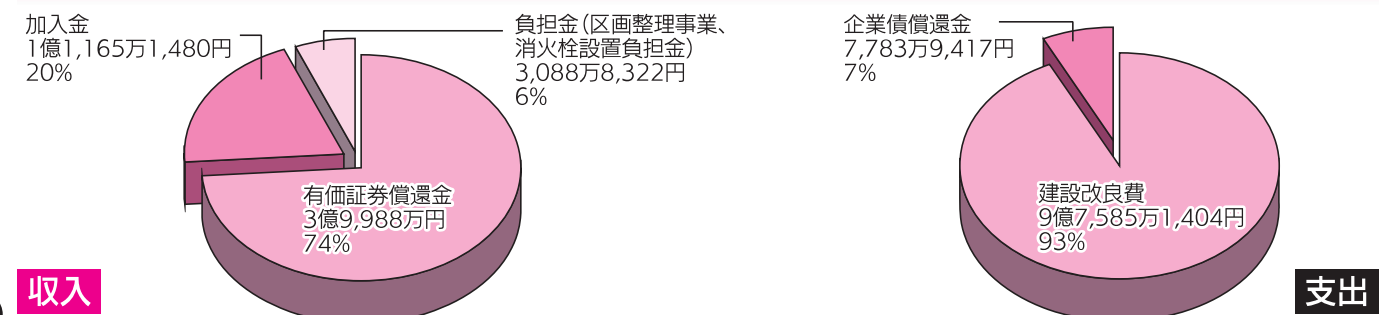 加入金
1億1,165万1,480円
20%
負担金（区画整理事業、
消火栓設置負担金）
3,088万8,322円
6%
有価証券償還金
3億9,988万円
74%
収入
企業債償還金
7,783万9,417円
7%
建設改良費
9億7,585万1,404円
93%
支出